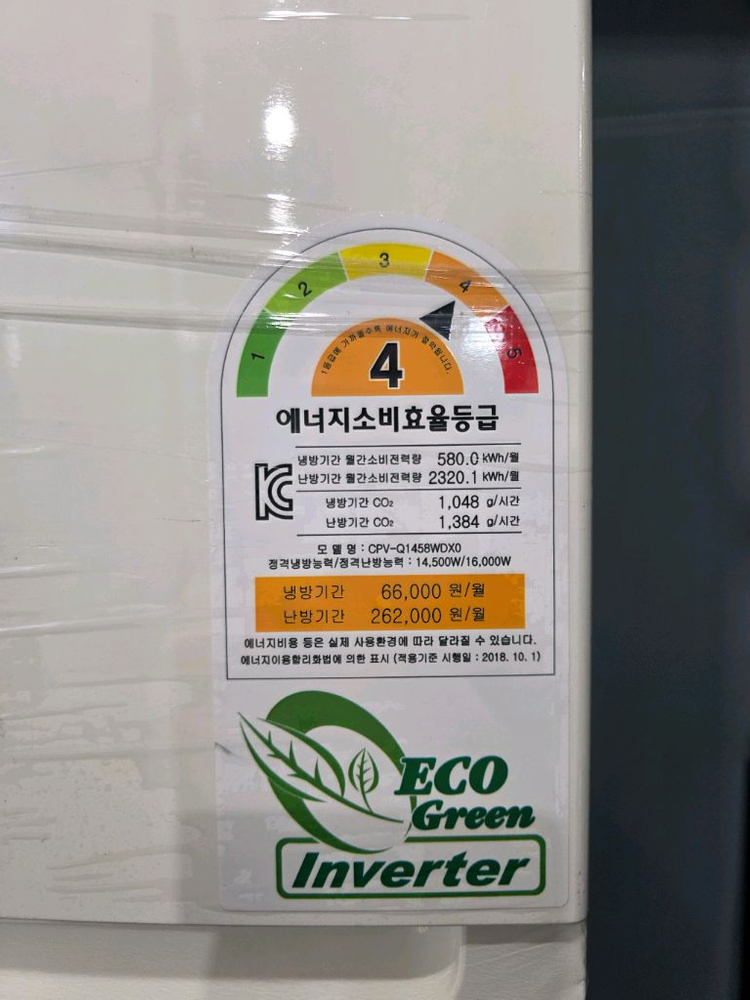 1 2 3 4 5
1등급에 가까울수록 에너지가 절약됩니다.
4
에너지소비효율등급
냉방기간 월간소비전력량 580.0 kWh/월
난방기간 월간소비전력량 2320.1 kWh/월
냉방기간 CO₂ 1,048 g/시간
난방기간 CO₂ 1,384 g/시간
모 델 명 : CPV-Q1458WDX0
정격냉방능력/정격난방능력 : 14,500W/16,000W
냉방기간 66,000 원/월
난방기간 262,000 원/월
에너지비용 등은 실제 사용환경에 따라 달라질 수 있습니다.
에너지이용합리화법에 의한 표시 (적용기준 시행일 : 2018. 10. 1)
ECO
Green
Inverter